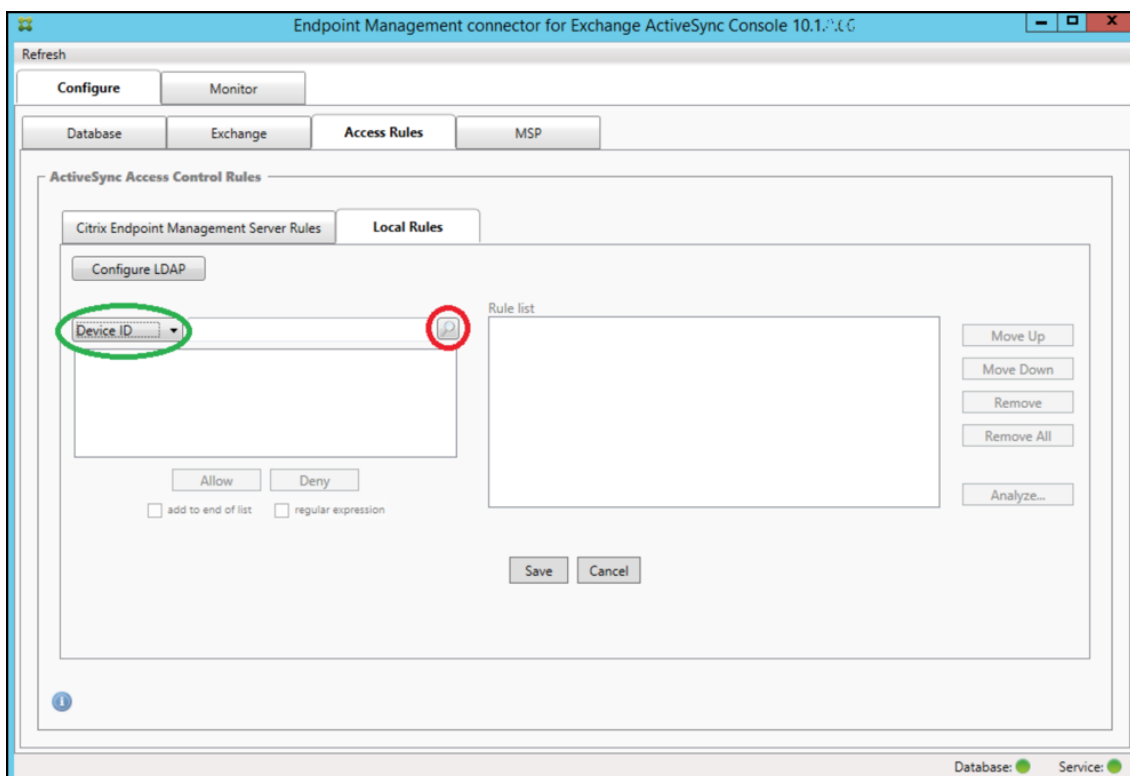 Endpoint Management connector for Exchange ActiveSync Console 10.1.
Refresh
Configure Monitor
Database Exchange Access Rules MSP
ActiveSync Access Control Rules
Citrix Endpoint Management Server Rules Local Rules
Configure LDAP
Rule list
Device ID
Move Up
Move Down
Remove
Remove All
Allow Deny
Analyze...
add to end of list regular expression
Save Cancel
Database: Service: